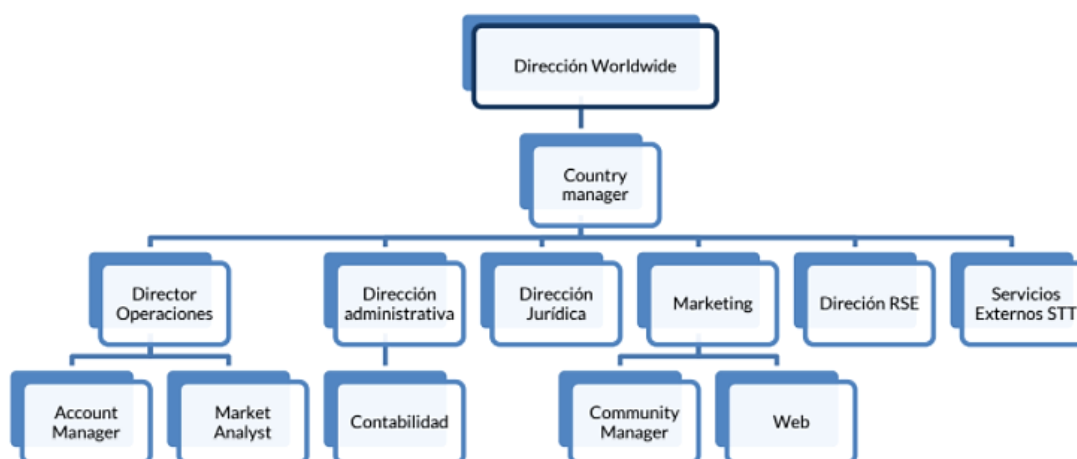 Dirección Worldwide
Country
manager
Director
Operaciones
Dirección
administrativa
Dirección
Jurídica
Marketing
Direción RSE
Servicios
Externos STT
Account
Manager
Market
Analyst
Contabilidad
Community
Manager
Web